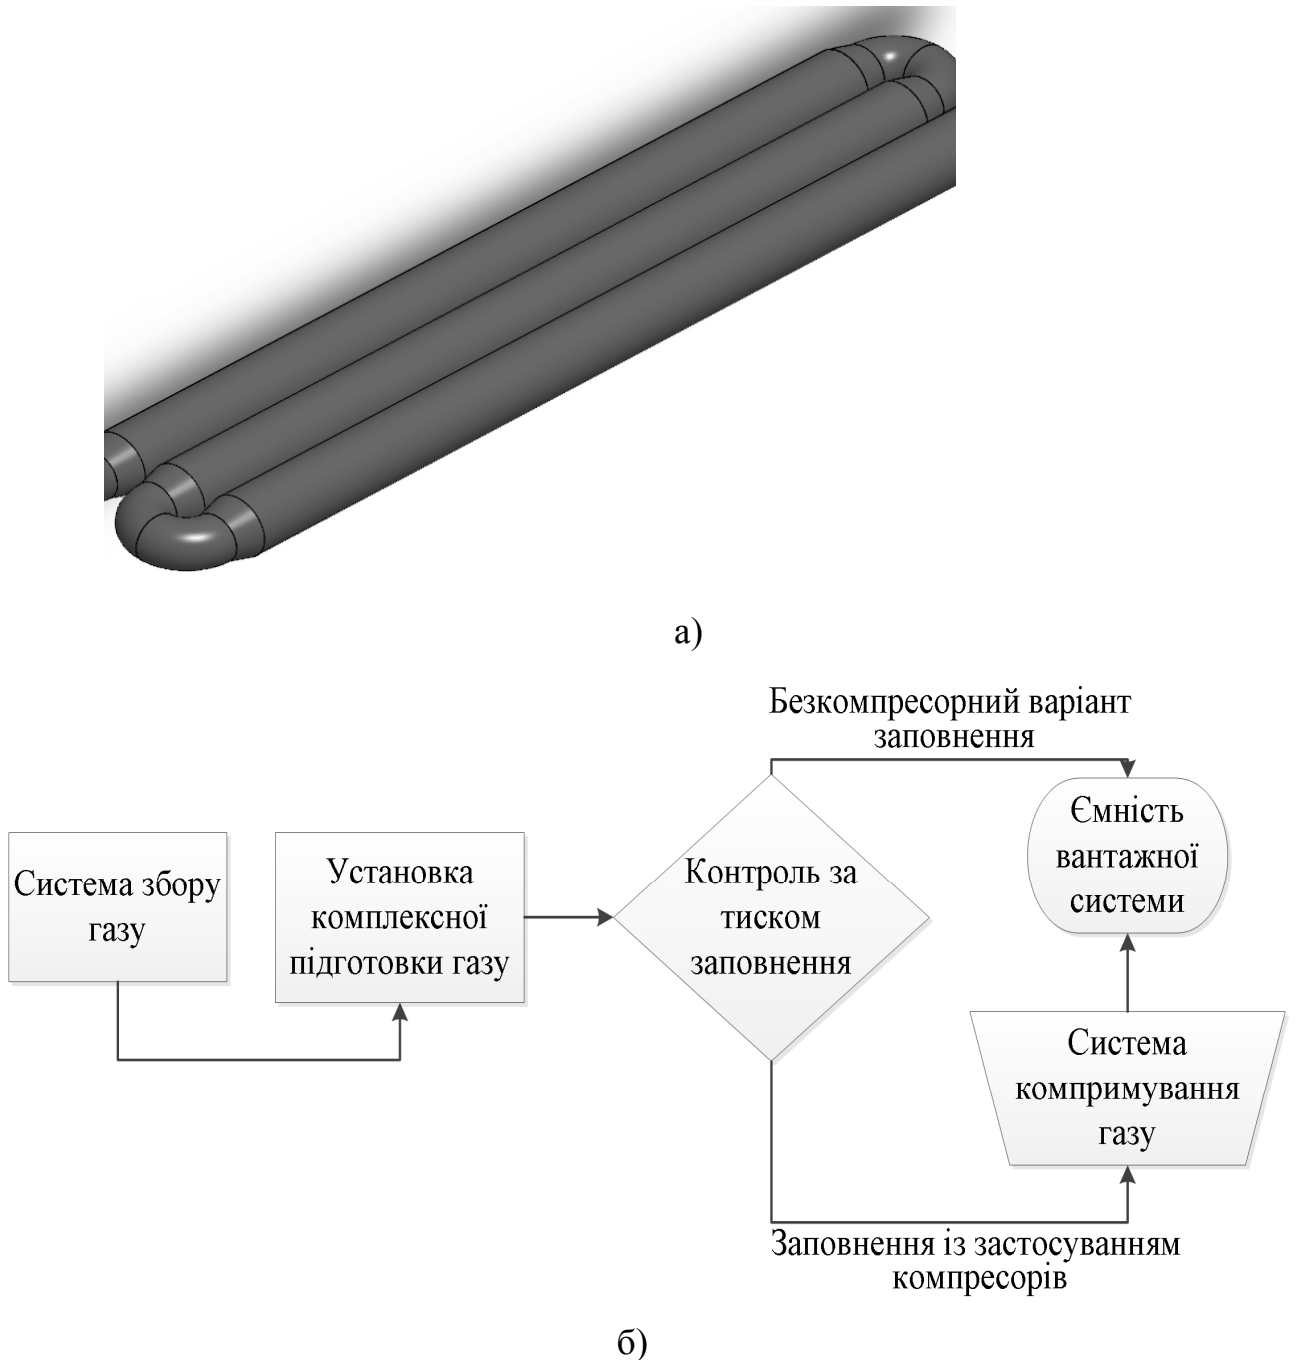 а)
Безкомпресорний варіант
заповнення
Система збору
газу
Установка
комплексної
підготовки газу
Контроль за
тиском
заповнення
Ємність
вантажної
системи
Система
компримування
газу
Заповнення із застосуванням
компресорів
б)